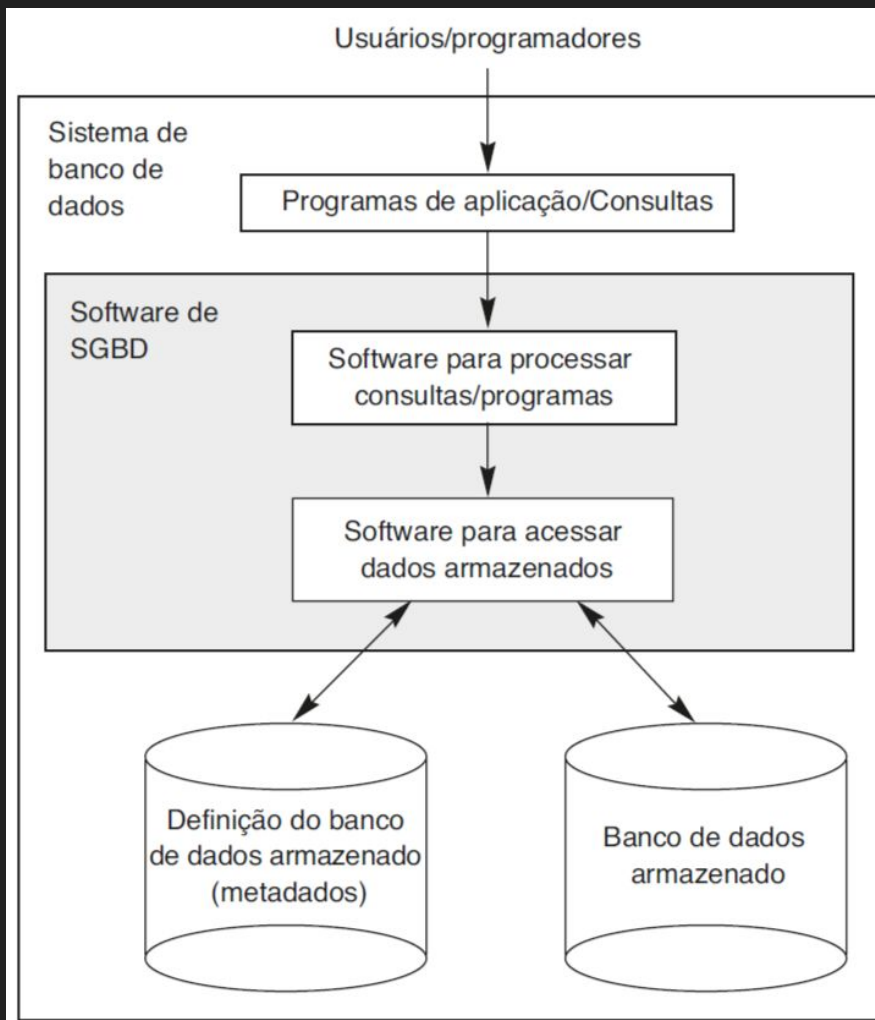 Usuários/programadores
Sistema de
banco de
dados
Programas de aplicação/Consultas
Software de
SGBD
Software para processar
consultas/programas
Software para acessar
dados armazenados
Definição do banco
de dados armazenado
(metadados)
Banco de dados
armazenado